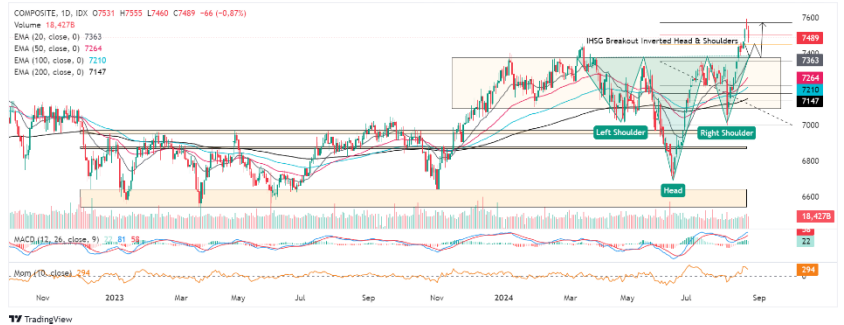 COMPOSITE, 1D, IDX O7531 H7555 L7460 C7489 −66 (−0,87%)
Volume 18,427B
EMA (20, close, 0) 7363
EMA (50, close, 0) 7264
EMA (100, close, 0) 7210
EMA (200, close, 0) 7147
IHSG Breakout Inverted Head & Shoulders
Left Shoulder
Right Shoulder
Head
7600
7489
7363
7264
7210
7147
7000
6800
6600
18,427B
MACD (12, 26, close, 9) 22 81 58
58
22
Mom (10, close) 294
294
0
Nov 2023 Mar May Jul Sep Nov 2024 Mar May Jul Sep
TradingView